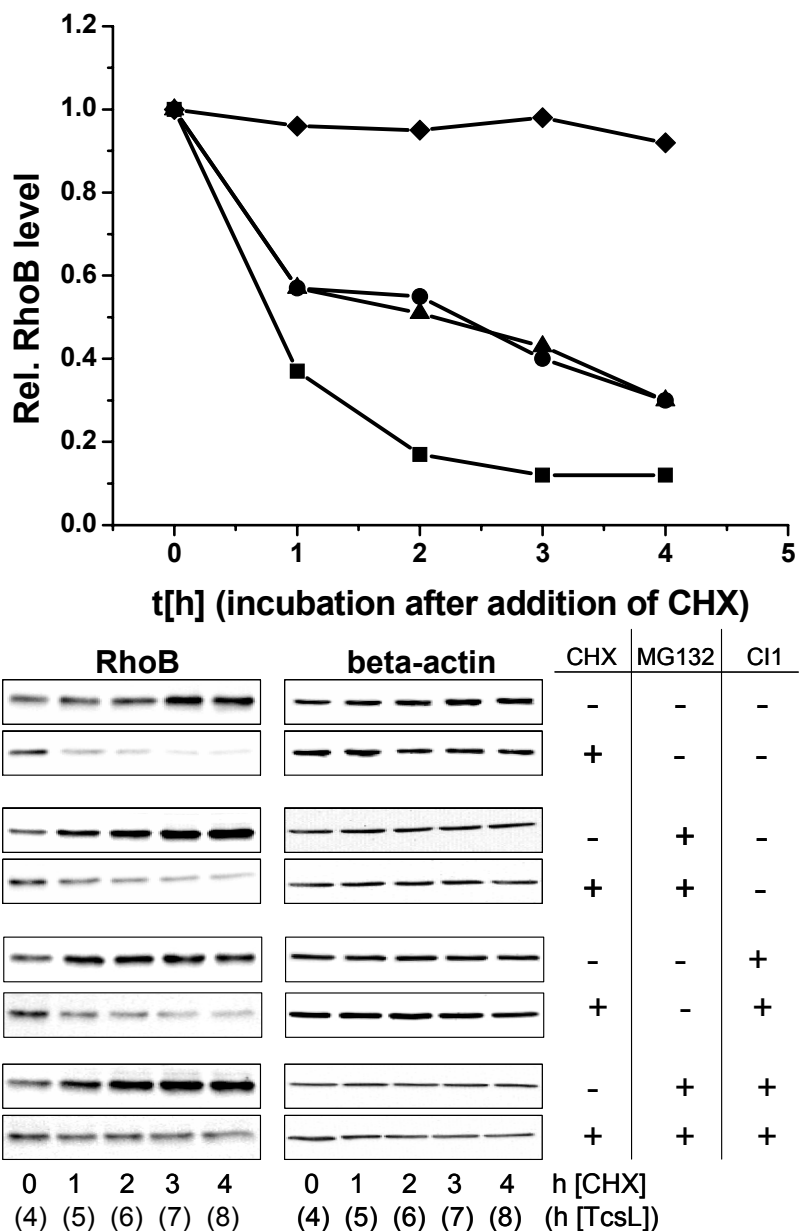 Rel. RhoB level
1.2
1.0
0.8
0.6
0.4
0.2
0.0
0 1 2 3 4 5
t[h] (incubation after addition of CHX)
RhoB beta-actin CHX MG132 CI1
- - -
+ - -
- + -
+ + -
- - +
+ - +
- + +
+ + +
0 1 2 3 4 0 1 2 3 4 h [CHX]
(4) (5) (6) (7) (8) (4) (5) (6) (7) (8) (h [TcsL])